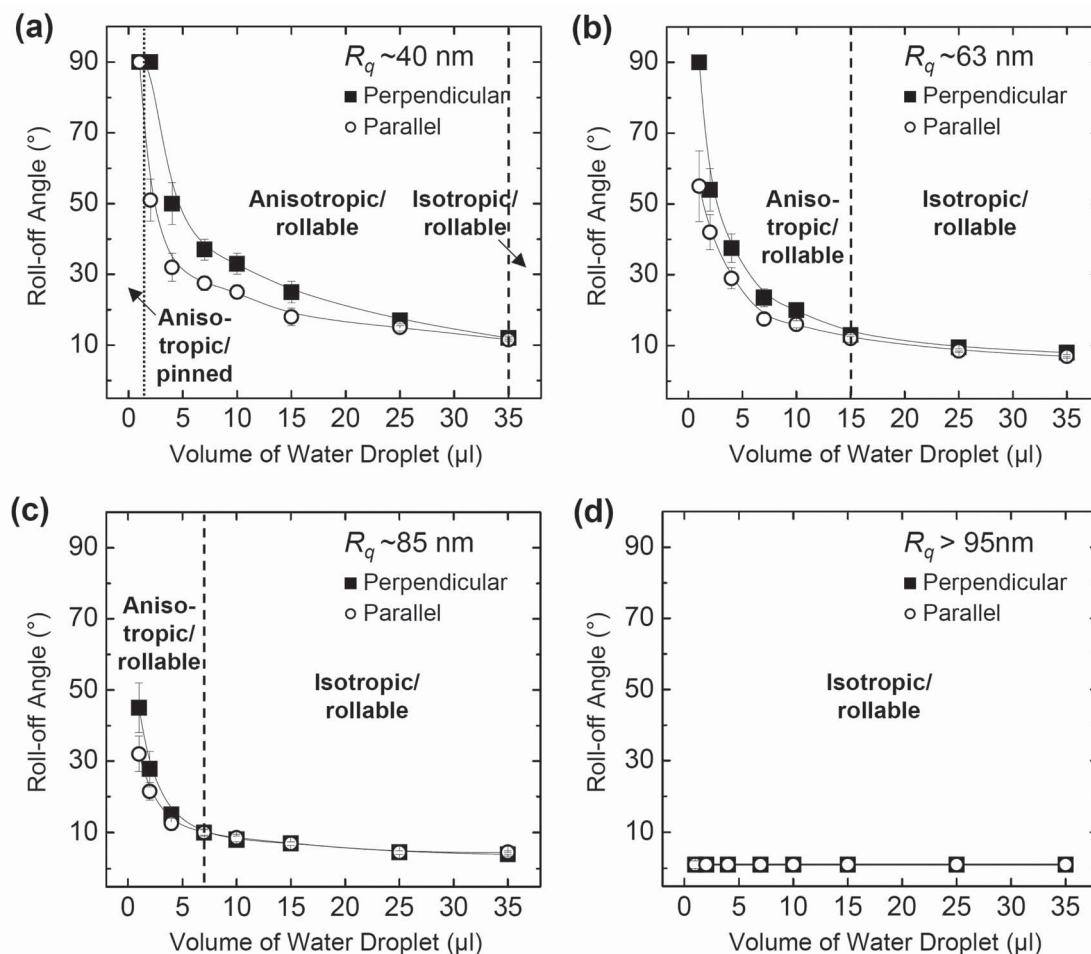 (a)
R_q ~40 nm
Perpendicular
Parallel
Anisotropic/
rollable
Isotropic/
rollable
Aniso-
tropic/
pinned
90
70
50
30
10
Roll-off Angle (°)
0 5 10 15 20 25 30 35
Volume of Water Droplet (µl)
(b)
R_q ~63 nm
Perpendicular
Parallel
Aniso-
tropic/
rollable
Isotropic/
rollable
90
70
50
30
10
Roll-off Angle (°)
0 5 10 15 20 25 30 35
Volume of Water Droplet (µl)
(c)
R_q ~85 nm
Perpendicular
Parallel
Aniso-
tropic/
rollable
Isotropic/
rollable
90
70
50
30
10
Roll-off Angle (°)
0 5 10 15 20 25 30 35
Volume of Water Droplet (µl)
(d)
R_q > 95nm
Perpendicular
Parallel
Isotropic/
rollable
90
70
50
30
10
Roll-off Angle (°)
0 5 10 15 20 25 30 35
Volume of Water Droplet (µl)